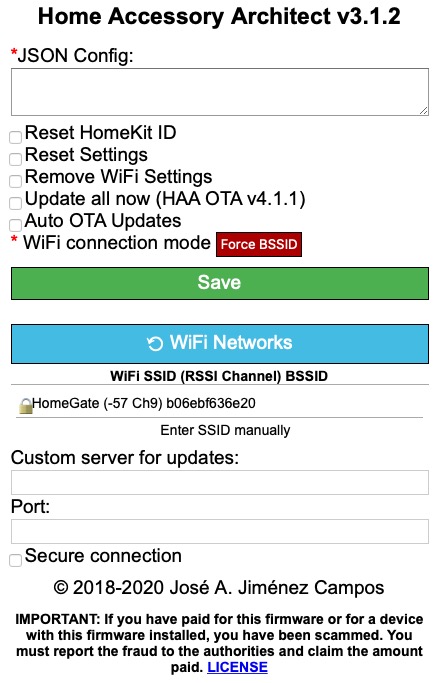 Home Accessory Architect v3.1.2
*JSON Config:
Reset HomeKit ID
Reset Settings
Remove WiFi Settings
Update all now (HAA OTA v4.1.1)
Auto OTA Updates
* WiFi connection mode Force BSSID
Save
WiFi Networks
WiFi SSID (RSSI Channel) BSSID
HomeGate (-57 Ch9) b06ebf636e20
Enter SSID manually
Custom server for updates:
Port:
Secure connection
© 2018-2020 José A. Jiménez Campos
IMPORTANT: If you have paid for this firmware or for a device
with this firmware installed, you have been scammed. You
must report the fraud to the authorities and claim the amount
paid. LICENSE